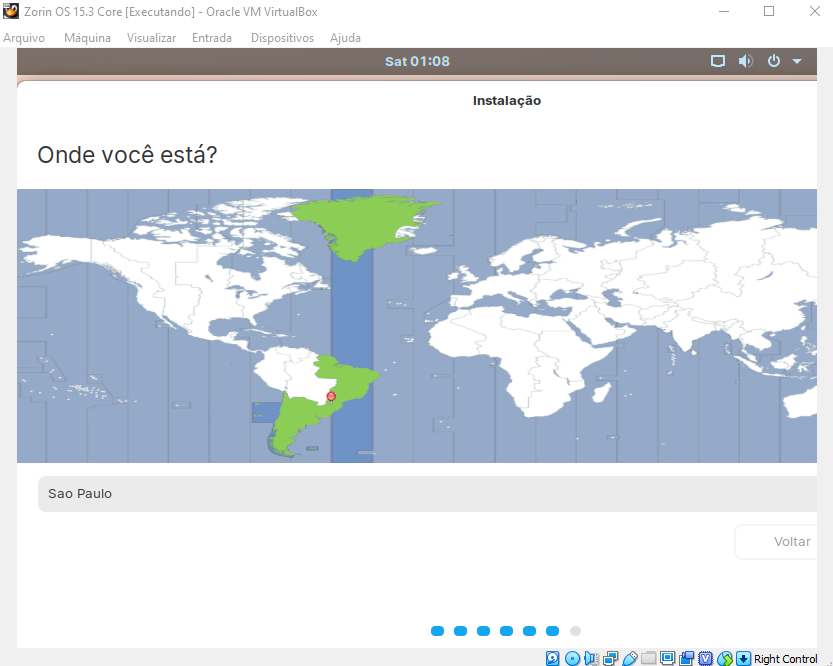 Zorin OS 15.3 Core [Executando] - Oracle VM VirtualBox
Arquivo Máquina Visualizar Entrada Dispositivos Ajuda
Sat 01:08
Instalação
Onde você está?
Sao Paulo
Voltar
Right Control